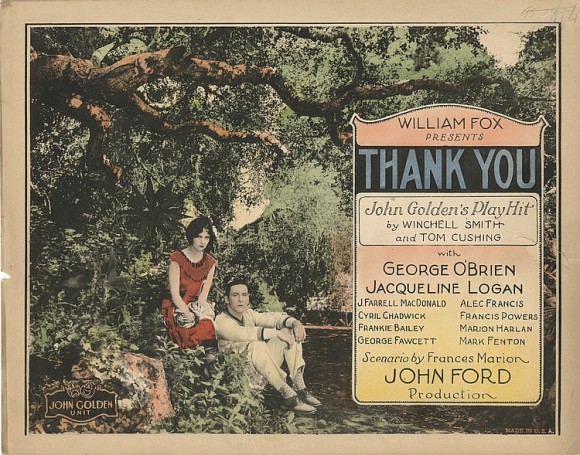 WILLIAM FOX
PRESENTS
THANK YOU
John Golden's Play Hit
by WINCHELL SMITH
and TOM CUSHING
with
GEORGE O'BRIEN
JACQUELINE LOGAN
J. FARRELL MACDONALD ALEC FRANCIS
CYRIL CHADWICK FRANCIS POWERS
FRANKIE BAILEY MARION HARLAN
GEORGE FAWCETT MARK FENTON
Scenario by Frances Marion
JOHN FORD
Production
JOHN GOLDEN
UNIT
MADE IN U.S.A.